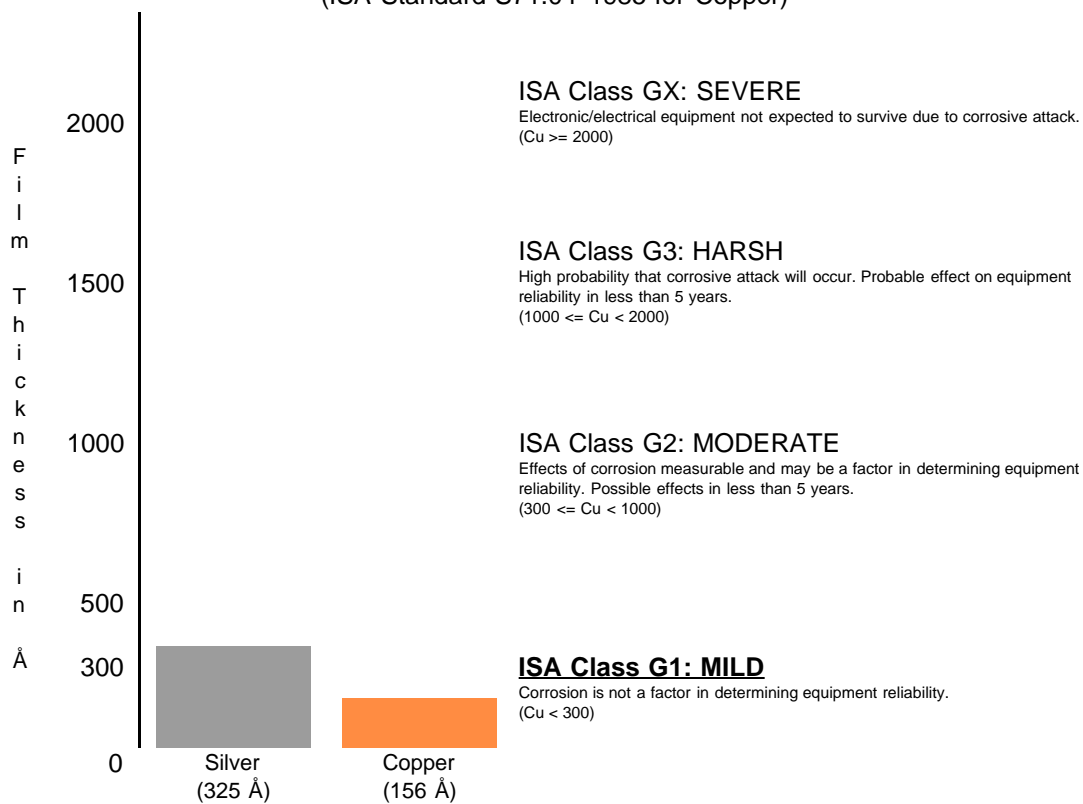 ISA Class GX: SEVERE
Electronic/electrical equipment not expected to survive due to corrosive attack.
(Cu >= 2000)
ISA Class G3: HARSH
High probability that corrosive attack will occur. Probable effect on equipment
reliability in less than 5 years.
(1000 <= Cu < 2000)
ISA Class G2: MODERATE
Effects of corrosion measurable and may be a factor in determining equipment
reliability. Possible effects in less than 5 years.
(300 <= Cu < 1000)
ISA Class G1: MILD
Corrosion is not a factor in determining equipment reliability.
(Cu < 300)
Film Thickness in Å
2000
1500
1000
500
300
0
Silver
(325 Å)
Copper
(156 Å)